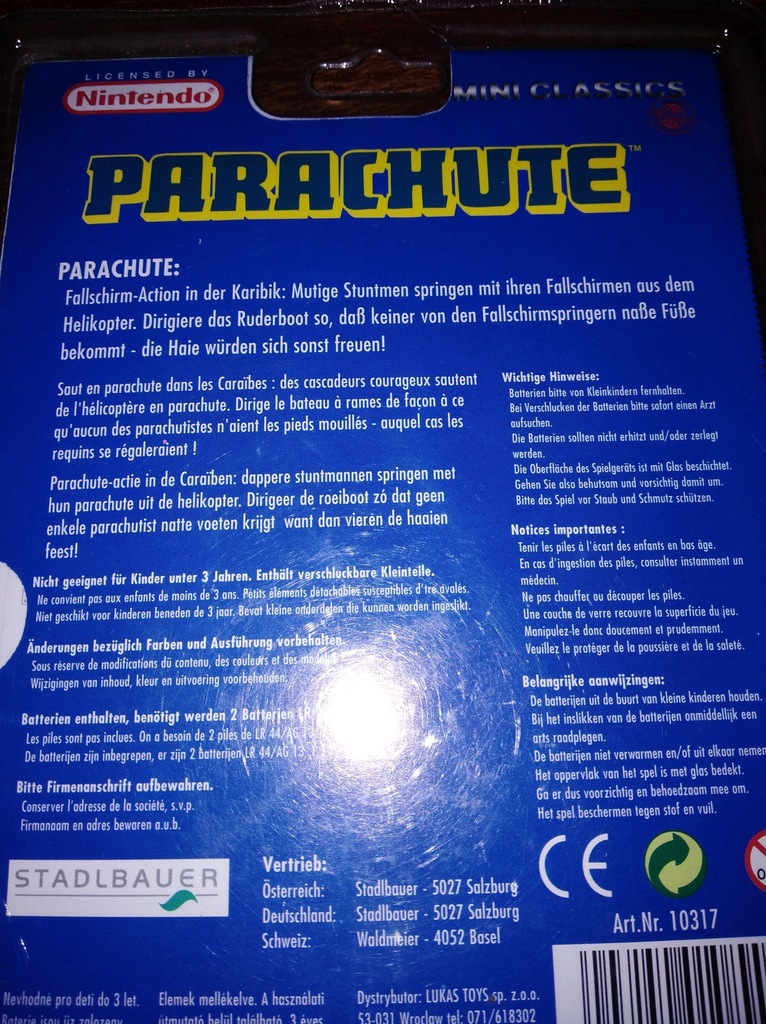 LICENSED BY
Nintendo®
MINI CLASSICS
PARACHUTE™
PARACHUTE:
Fallschirm-Action in der Karibik: Mutige Stuntmen springen mit ihren Fallschirmen aus dem
Helikopter. Dirigiere das Ruderboot so, daß keiner von den Fallschirmspringern naße Füße
bekommt - die Haie würden sich sonst freuen!
Saut en parachute dans les Caraïbes : des cascadeurs courageux sautent
de l'hélicoptère en parachute. Dirige le bateau à rames de façon à ce
qu'aucun des parachutistes n'aient les pieds mouillés - auquel cas les
requins se régaleraient !
Parachute-actie in de Caraïben: dappere stuntmannen springen met
hun parachute uit de helikopter. Dirigeer de roeiboot zó dat geen
enkele parachutist natte voeten krijgt want dan vieren de haaien
feest!
Nicht geeignet für Kinder unter 3 Jahren. Enthält verschluckbare Kleinteile.
Ne convient pas aux enfants de moins de 3 ans. Petits éléments détachables susceptibles d'tre avalés.
Niet geschikt voor kinderen beneden de 3 jaar. Bevat kleine onderdelen die kunnen worden ingeslikt.
Änderungen bezüglich Farben und Ausführung vorbehalten.
Sous réserve de modifications du contenu, des couleurs et des
Wijzigingen van inhoud, kleur en uitvoering voorbehouden.
Batterien enthalten, benötigt werden 2 Batterien LR
Les piles sont pas inclues. On a besoin de 2 piles de LR 44/AG 13
De batterijen zijn inbegrepen, er zijn 2 batterijen LR 44/AG 13
Bitte Firmenanschrift aufbewahren.
Conserver l'adresse de la société, s.v.p.
Firmanaam en adres bewaren a.u.b.
Wichtige Hinweise:
Batterien bitte von Kleinkindern fernhalten.
Bei Verschlucken der Batterien bitte sofort einen Arzt
aufsuchen.
Die Batterien sollten nicht erhitzt und/oder zerlegt
werden.
Die Oberfläche des Spielgeräts ist mit Glas beschichtet.
Gehen Sie also behutsam und vorsichtig damit um.
Bitte das Spiel vor Staub und Schmutz schützen.
Notices importantes :
Tenir les piles à l'écart des enfants en bas âge.
En cas d'ingestion des piles, consulter instamment un
médecin.
Ne pas chauffer ou découper les piles.
Une couche de verre recouvre la superficie du jeu.
Manipulez-le donc doucement et prudemment.
Veuillez le protéger de la poussière et de la saleté.
Belangrijke aanwijzingen:
De batterijen uit de buurt van kleine kinderen houden.
Bij het inslikken van de batterijen onmiddellijk een
arts raadplegen.
De batterijen niet verwarmen en/of uit elkaar nemen
Het oppervlak van het spel is met glas bedekt.
Ga er dus voorzichtig en behoedzaam mee om.
Het spel beschermen tegen stof en vuil.
STADLBAUER
Vertrieb:
Österreich: Stadlbauer - 5027 Salzburg
Deutschland: Stadlbauer - 5027 Salzburg
Schweiz: Waldmeier - 4052 Basel
CE
Art.Nr. 10317
Nevhodné pro deti do 3 let.
Baterie jsou již zalozeny
Elemek mellékelve. A használati
útmutató belül található. 3 éves
Dystrybutor: LUKAS TOYS sp. z.o.o.
53-031 Wroclaw tel: 071/618302